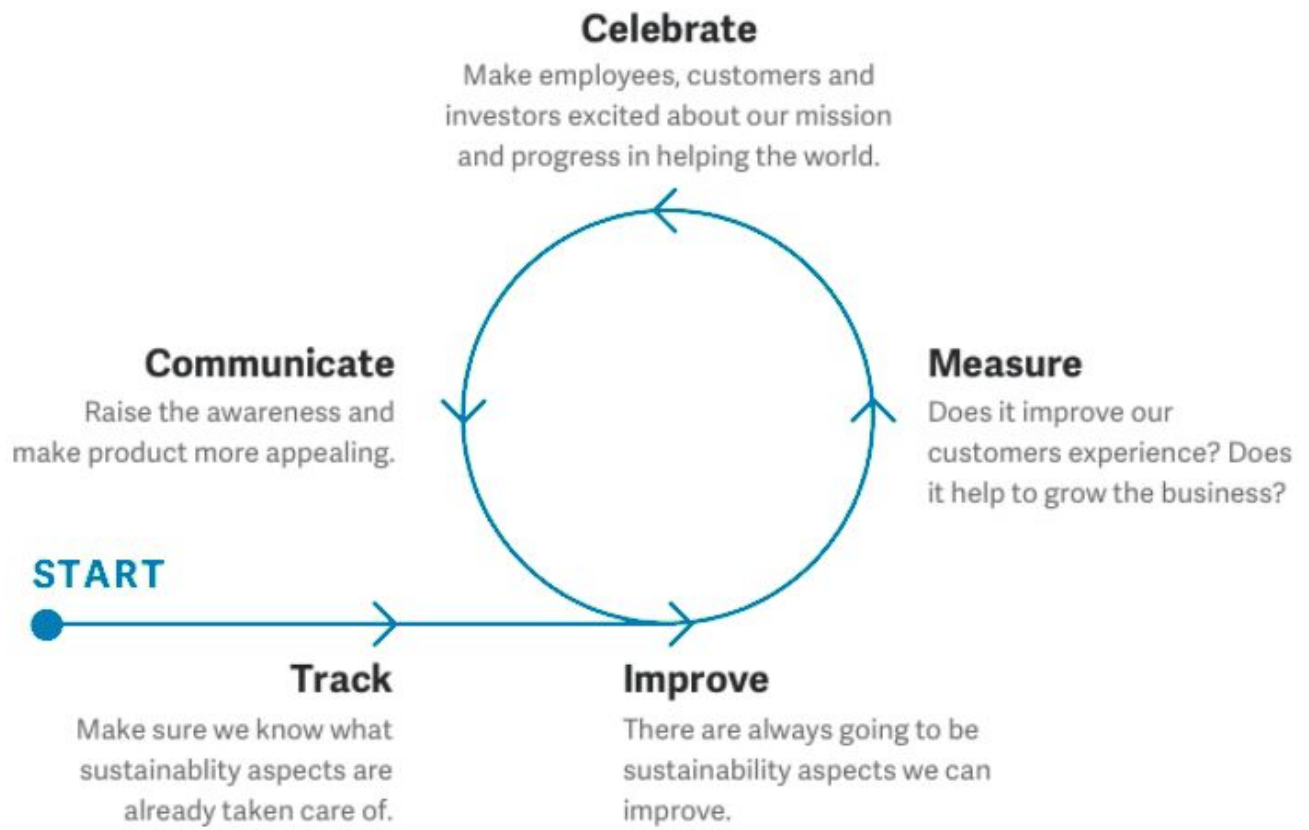 Celebrate
Make employees, customers and
investors excited about our mission
and progress in helping the world.
Communicate
Raise the awareness and
make product more appealing.
Measure
Does it improve our
customers experience? Does
it help to grow the business?
START
Track
Make sure we know what
sustainablity aspects are
already taken care of.
Improve
There are always going to be
sustainability aspects we can
improve.